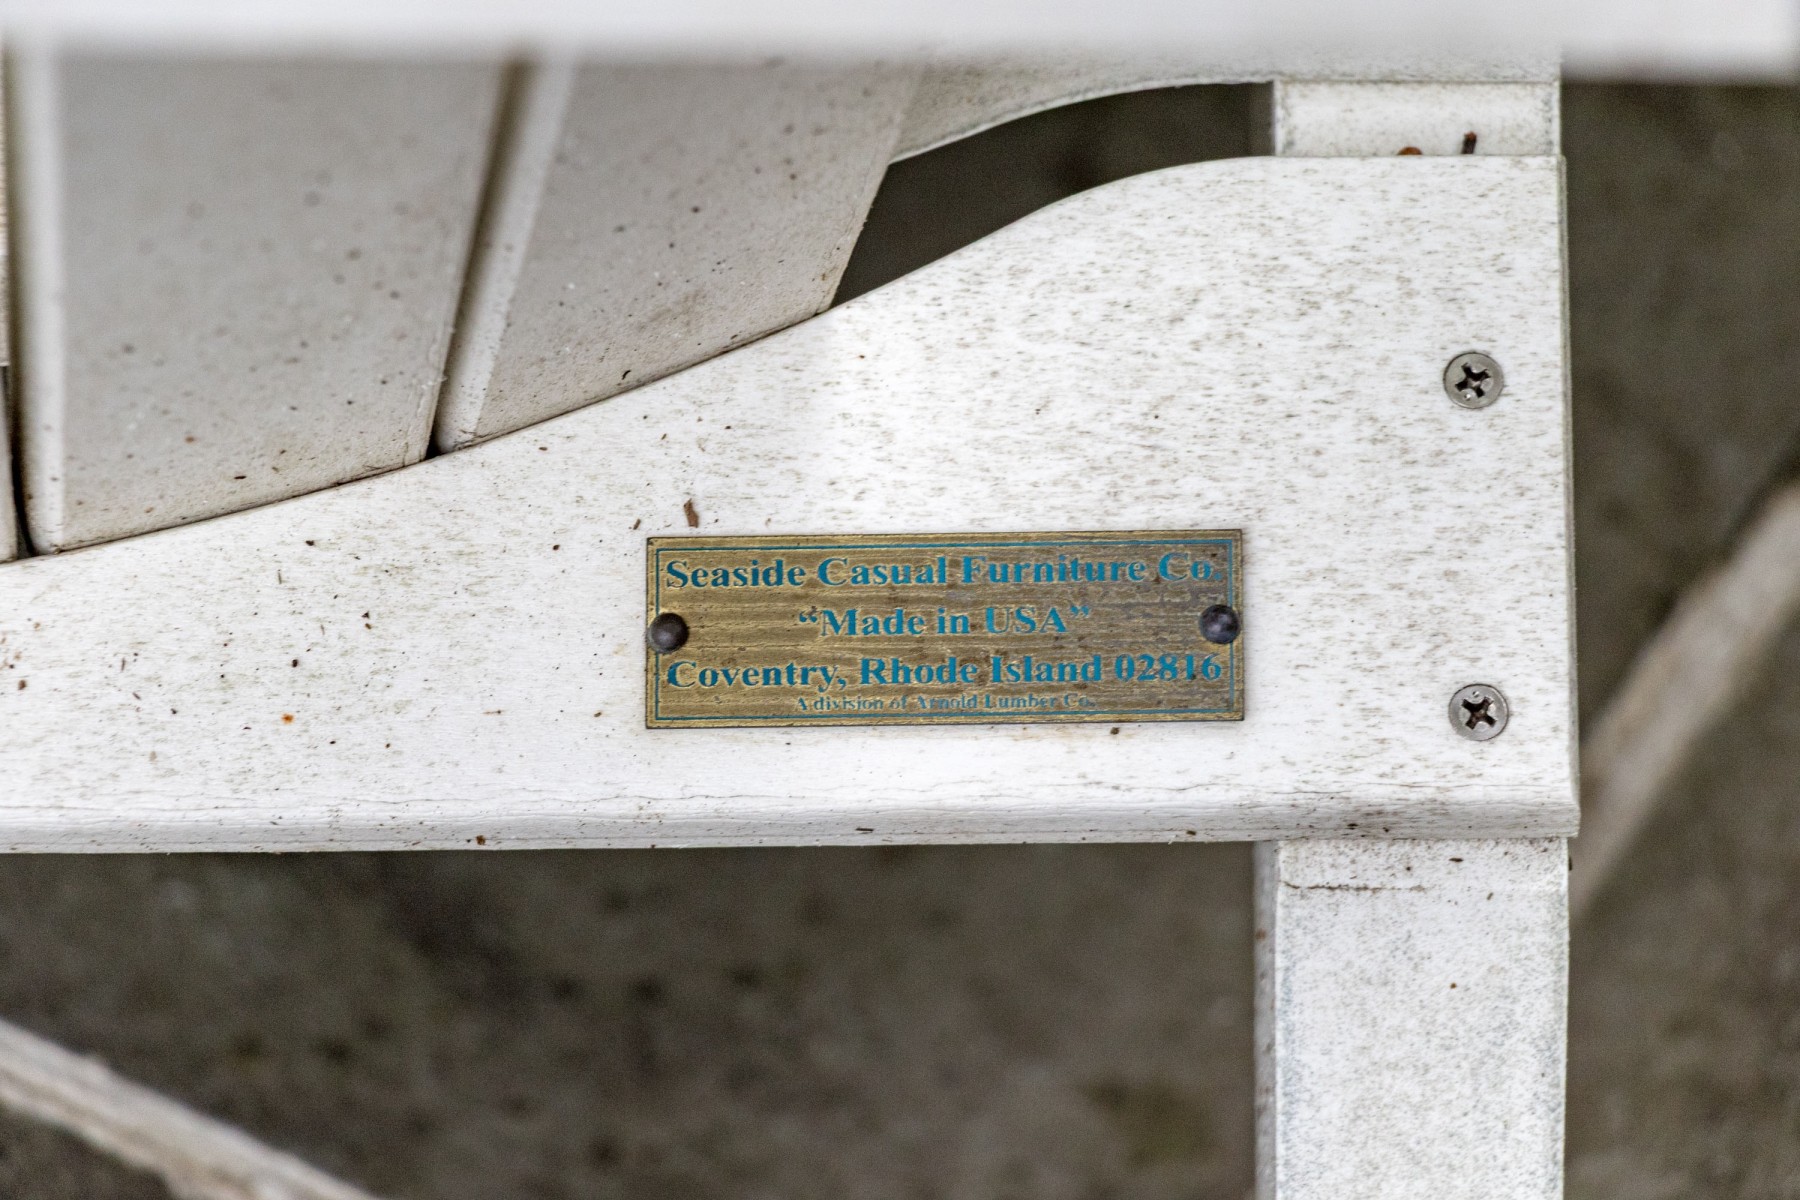 Seaside Casual Furniture Co.
“Made in USA”
Coventry, Rhode Island 02816
A division of Arnold Lumber Co.